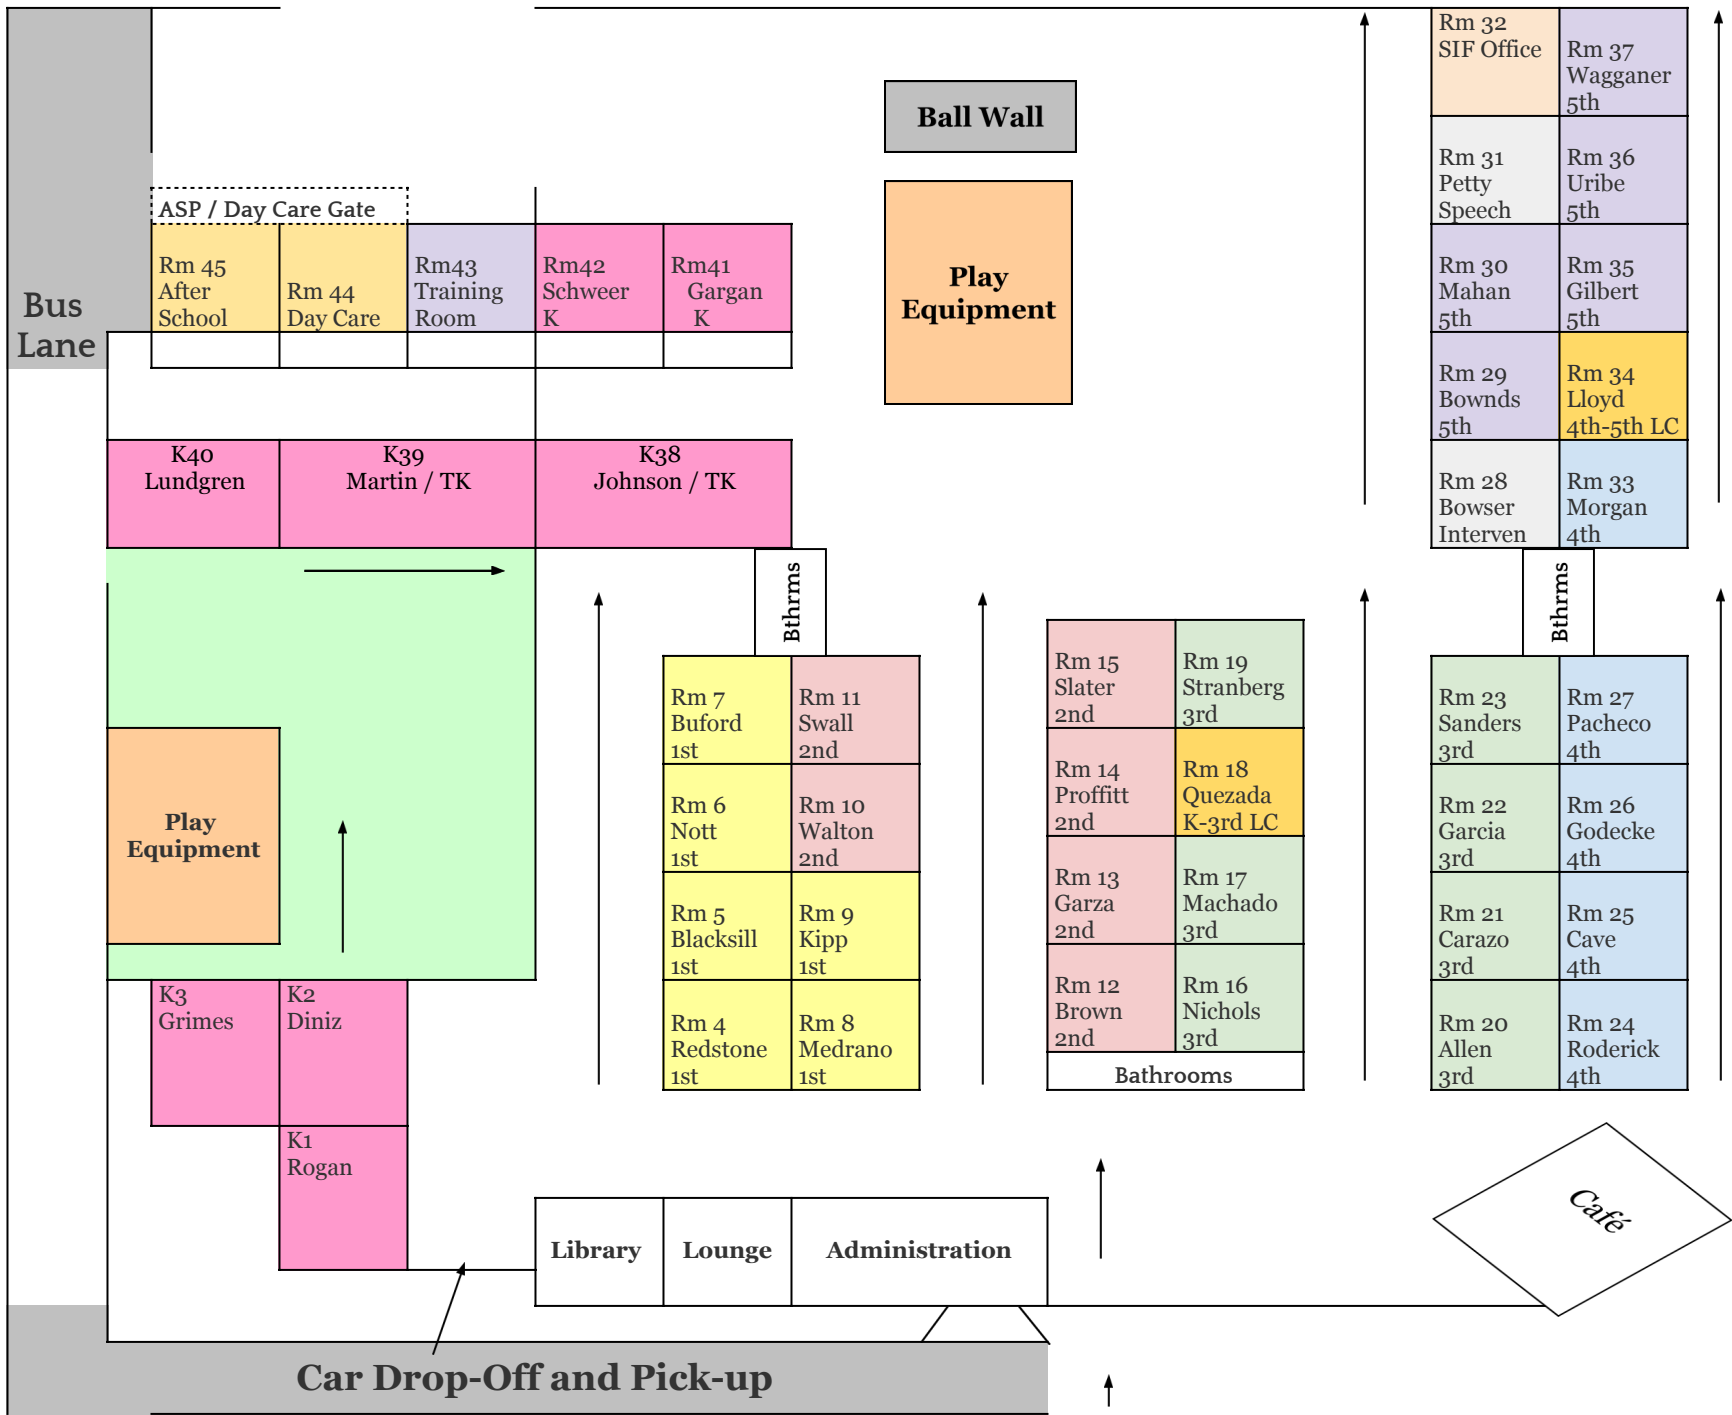 Rm 32
SIF Office
Rm 37
Wagganer
5th
Ball Wall
Rm 31
Petty
Speech
Rm 36
Uribe
5th
ASP / Day Care Gate
Bus
Lane
Rm 45
After
School
Rm 44
Day Care
Rm43
Training
Room
Rm42
Schweer
K
Rm41
Gargan
K
Play
Equipment
Rm 30
Mahan
5th
Rm 35
Gilbert
5th
Rm 29
Bownds
5th
Rm 34
Lloyd
4th-5th LC
K40
Lundgren
K39
Martin / TK
K38
Johnson / TK
Rm 28
Bowser
Interven
Rm 33
Morgan
4th
Bthrms
Bthrms
Rm 7
Buford
1st
Rm 11
Swall
2nd
Rm 15
Slater
2nd
Rm 19
Stranberg
3rd
Rm 23
Sanders
3rd
Rm 27
Pacheco
4th
Play
Equipment
Rm 6
Nott
1st
Rm 10
Walton
2nd
Rm 14
Proffitt
2nd
Rm 18
Quezada
K-3rd LC
Rm 22
Garcia
3rd
Rm 26
Godecke
4th
Rm 5
Blacksill
1st
Rm 9
Kipp
1st
Rm 13
Garza
2nd
Rm 17
Machado
3rd
Rm 21
Carazo
3rd
Rm 25
Cave
4th
K3
Grimes
K2
Diniz
Rm 4
Redstone
1st
Rm 8
Medrano
1st
Rm 12
Brown
2nd
Rm 16
Nichols
3rd
Rm 20
Allen
3rd
Rm 24
Roderick
4th
Bathrooms
K1
Rogan
Library
Lounge
Administration
Café
Car Drop-Off and Pick-up